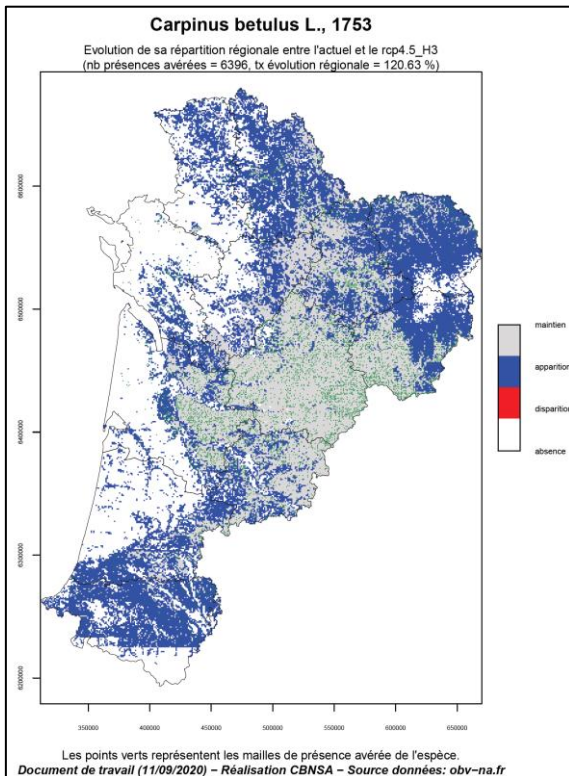 Carpinus betulus L., 1753
Evolution de sa répartition régionale entre l'actuel et le rcp4.5_H3
(nb présences avérées = 6396, tx évolution régionale = 120.63 %)
6600000
6500000
6400000
6300000
6200000
maintien
apparition
disparition
absence
350000 400000 450000 500000 550000 600000 650000
Les points verts représentent les mailles de présence avérée de l'espèce.
Document de travail (11/09/2020) − Réalisation CBNSA − Source données: obv−na.fr